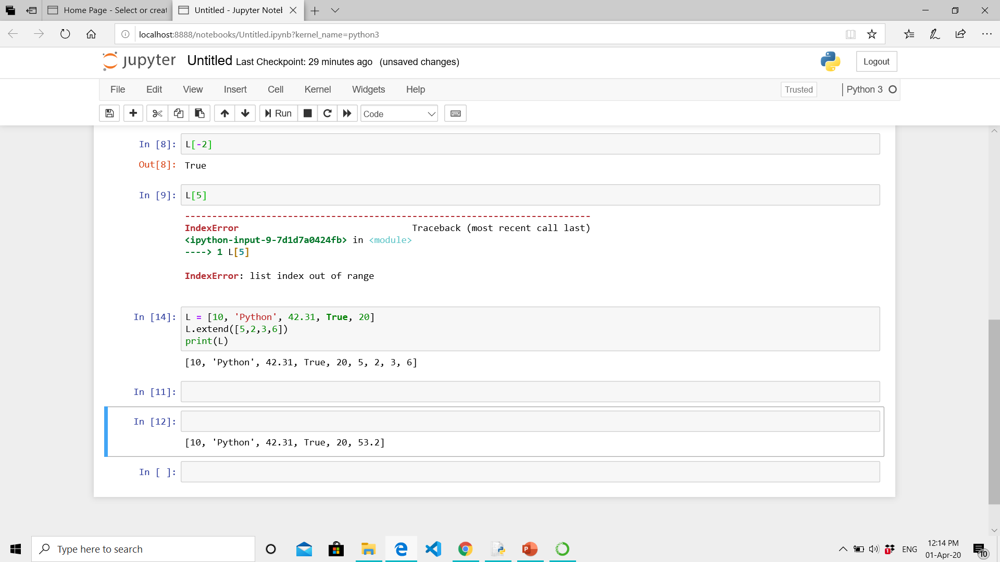 Home Page - Select or creat
Untitled - Jupyter Noteb
localhost:8888/notebooks/Untitled.ipynb?kernel_name=python3
jupyter Untitled Last Checkpoint: 29 minutes ago (unsaved changes)
Logout
File Edit View Insert Cell Kernel Widgets Help Trusted Python 3
Run Code
In [8]: L[-2]
Out[8]: True
In [9]: L[5]
---------------------------------------------------------------------------
IndexError Traceback (most recent call last)
<ipython-input-9-7d1d7a0424fb> in <module>
----> 1 L[5]
IndexError: list index out of range
In [14]: L = [10, 'Python', 42.31, True, 20]
L.extend([5,2,3,6])
print(L)
[10, 'Python', 42.31, True, 20, 5, 2, 3, 6]
In [11]:
In [12]:
[10, 'Python', 42.31, True, 20, 53.2]
In [ ]:
Type here to search
P
1
ENG
12:14 PM
01-Apr-20
10